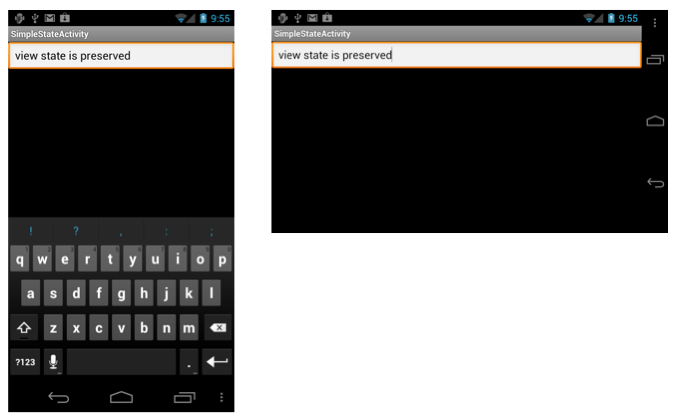 9:55
SimpleStateActivity
view state is preserved
! ? , : ;
q w e r t y u i o p
a s d f g h j k l
z x c v b n m
?123 .
9:55
SimpleStateActivity
view state is preserved